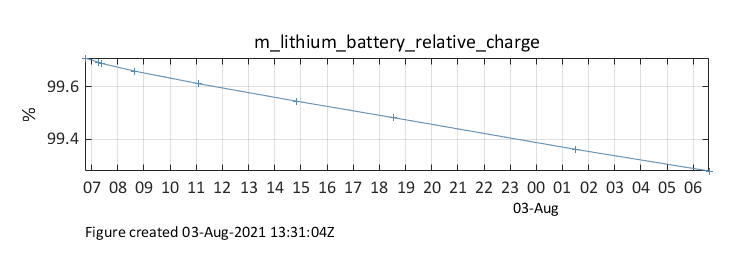 m_lithium_battery_relative_charge
%
99.6
99.4
07 08 09 10 11 12 13 14 15 16 17 18 19 20 21 22 23 00 01 02 03 04 05 06
03-Aug
Figure created 03-Aug-2021 13:31:04Z